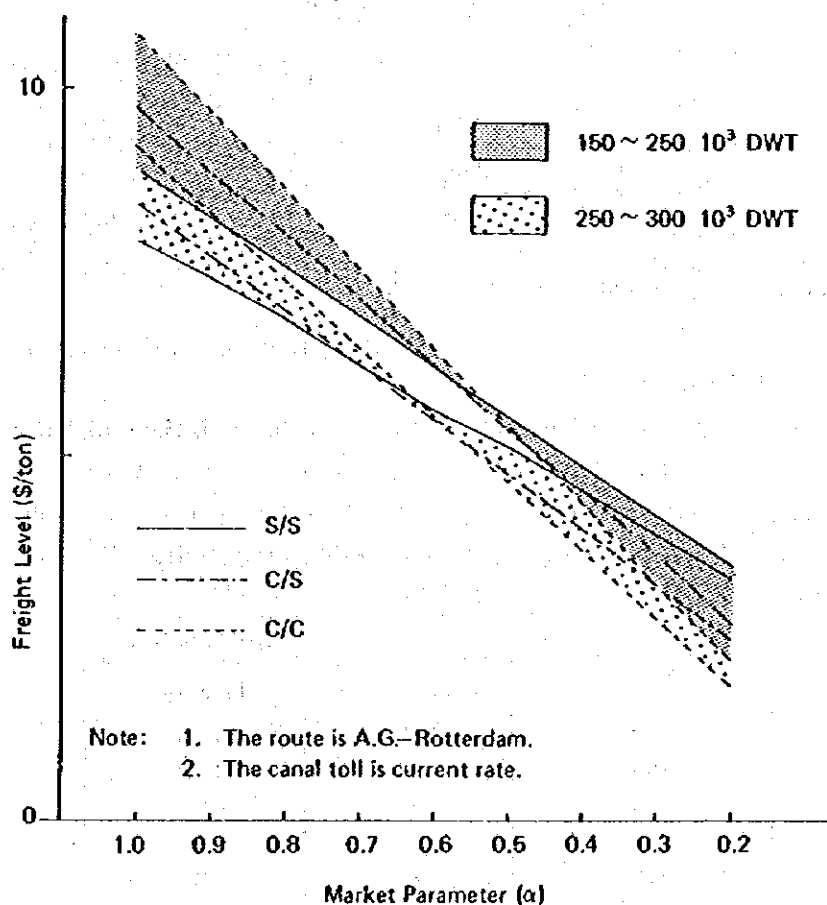 10
150 ~ 250 10³ DWT
250 ~ 300 10³ DWT
Freight Level ($/ton)
S/S
C/S
C/C
Note: 1. The route is A.G.–Rotterdam.
2. The canal toll is current rate.
0
1.0 0.9 0.8 0.7 0.6 0.5 0.4 0.3 0.2
Market Parameter (α)